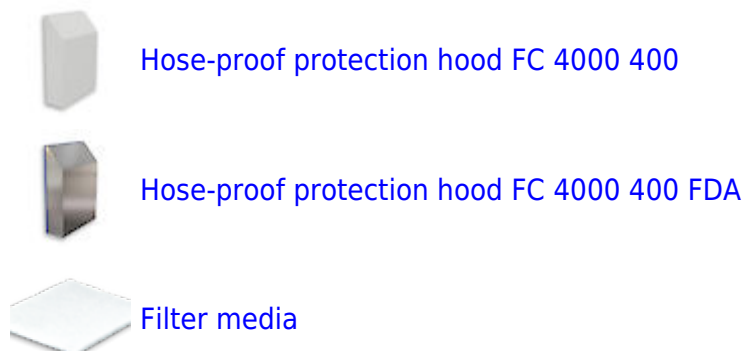 Hose-proof protection hood FC 4000 400
Hose-proof protection hood FC 4000 400 FDA
Filter media